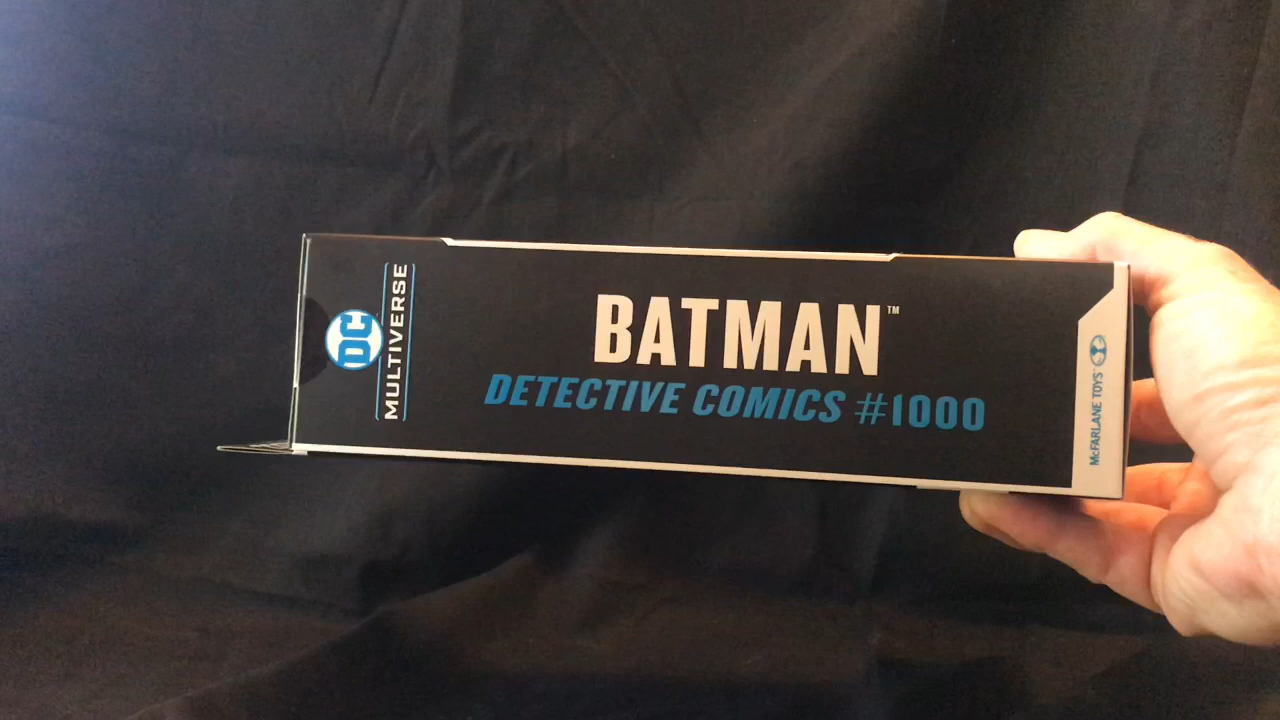 DC
MULTIVERSE
BATMAN™
DETECTIVE COMICS #1000
McFARLANE TOYS